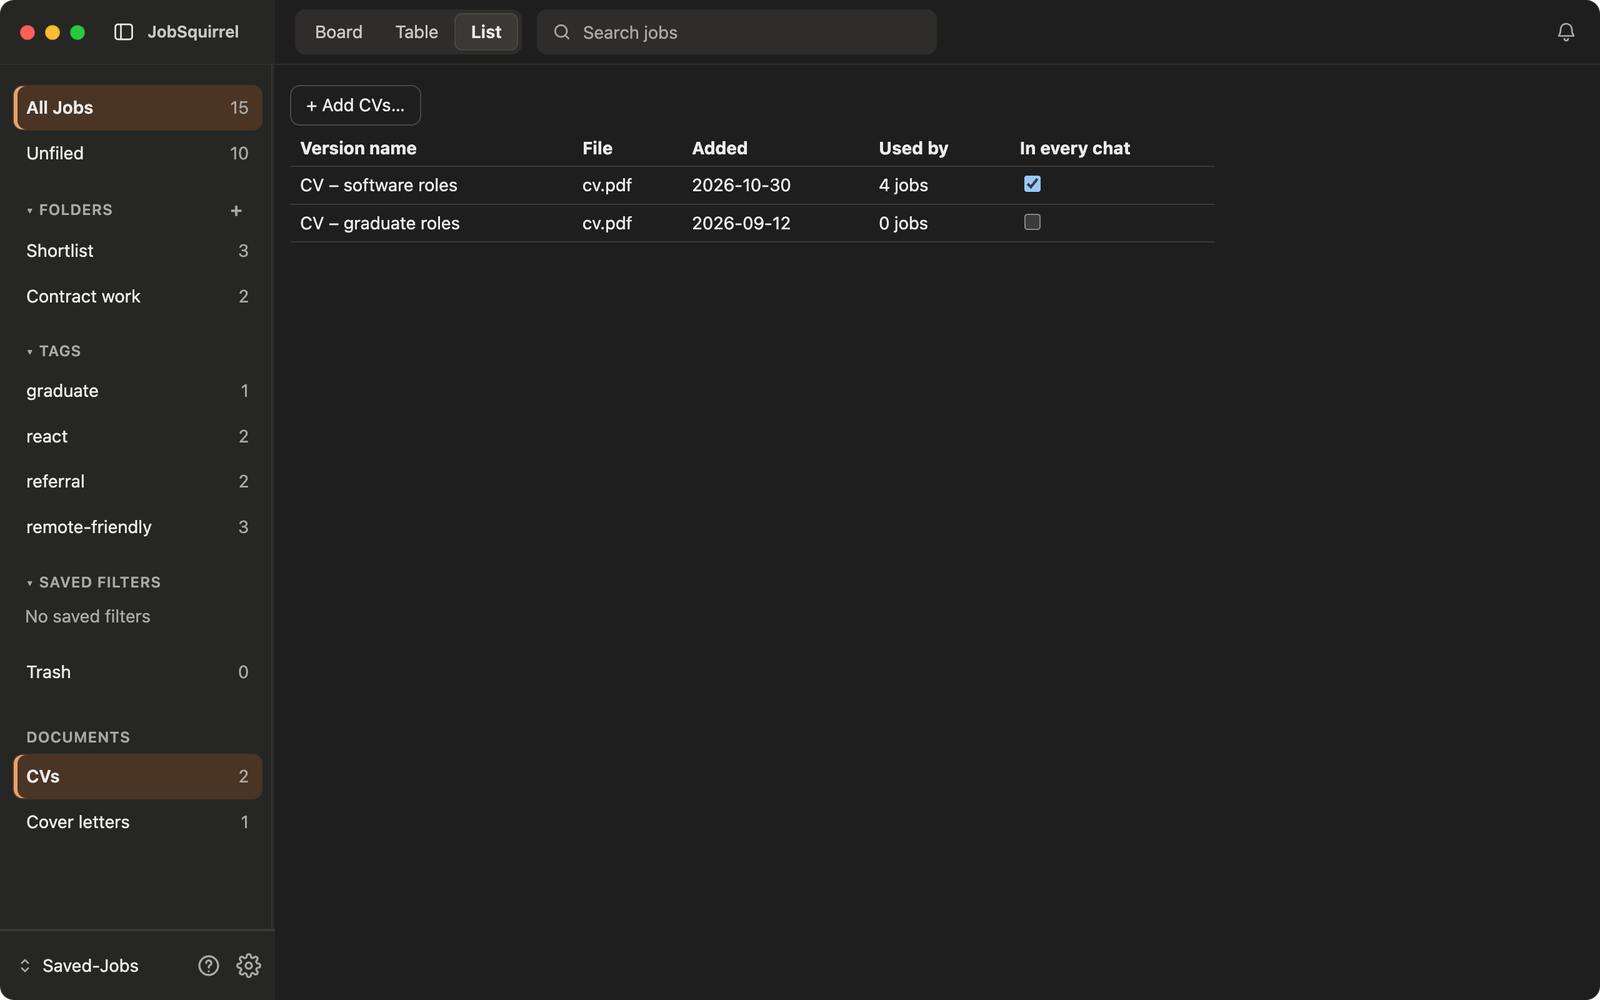 JobSquirrel
Board Table List
Search jobs
All Jobs 15
Unfiled 10
FOLDERS +
Shortlist 3
Contract work 2
TAGS
graduate 1
react 2
referral 2
remote-friendly 3
SAVED FILTERS
No saved filters
Trash 0
DOCUMENTS
CVs 2
Cover letters 1
Saved-Jobs
+ Add CVs...
Version name File Added Used by In every chat
CV – software roles cv.pdf 2026-10-30 4 jobs
CV – graduate roles cv.pdf 2026-09-12 0 jobs